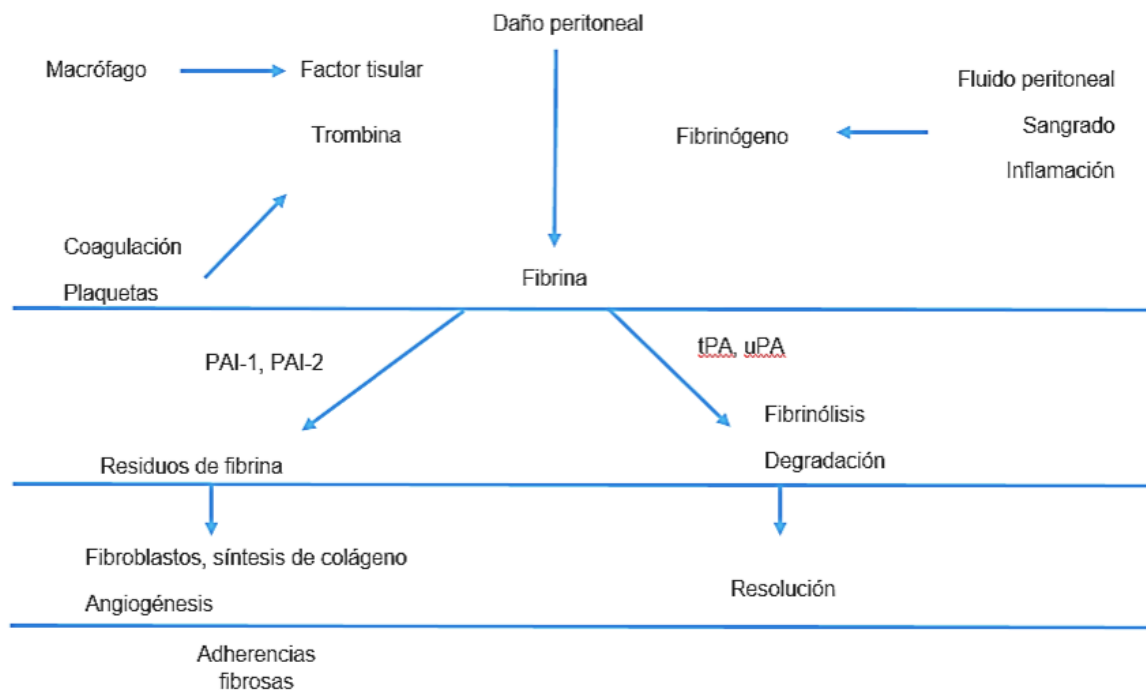 Daño peritoneal
Macrófago
Factor tisular
Fluido peritoneal
Trombina
Fibrinógeno
Sangrado
Inflamación
Coagulación
Plaquetas
Fibrina
PAI-1, PAI-2
tPA, uPA
Fibrinólisis
Residuos de fibrina
Degradación
Fibroblastos, síntesis de colágeno
Angiogénesis
Resolución
Adherencias
fibrosas